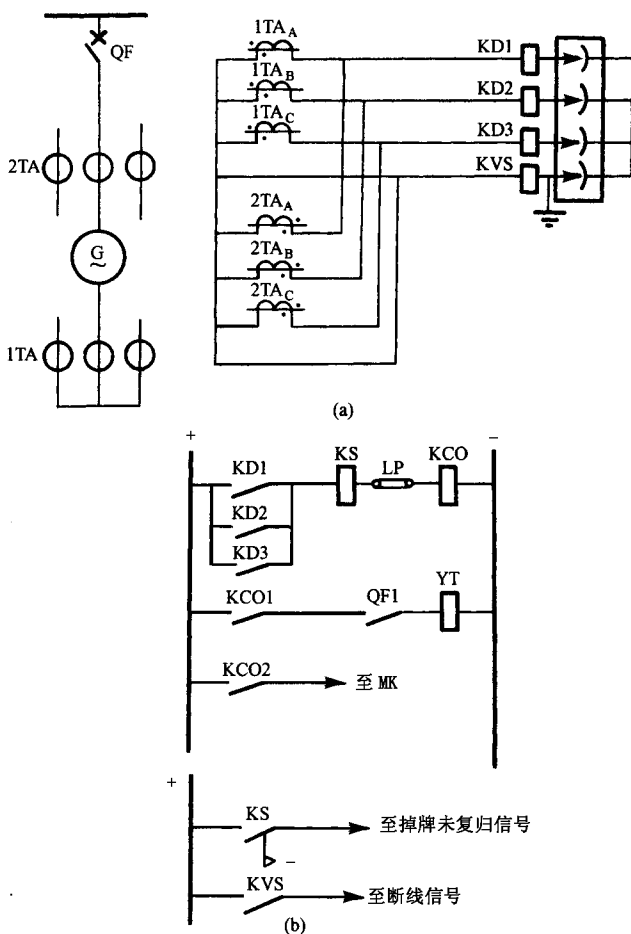 QF
2TA
G
~
1TA
1TA_A
1TA_B
1TA_C
KD1
KD2
KD3
KVS
2TA_A
2TA_B
2TA_C
(a)
+
−
KD1
KS
LP
KCO
KD2
KD3
KCO1
QF1
YT
KCO2
至 MK
+
KS
至掉牌未复归信号
−
KVS
至断线信号
(b)